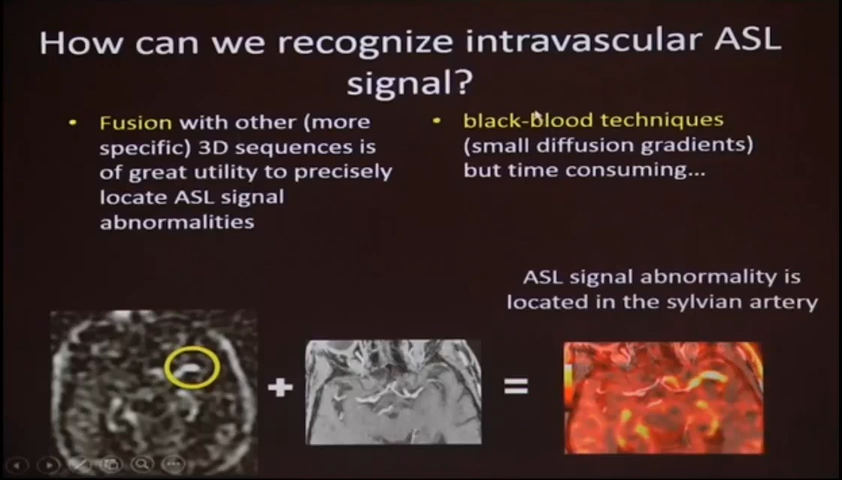 How can we recognize intravascular ASL
signal?
• Fusion with other (more
specific) 3D sequences is
of great utility to precisely
locate ASL signal
abnormalities
• black-blood techniques
(small diffusion gradients)
but time consuming...
ASL signal abnormality is
located in the sylvian artery
+
=